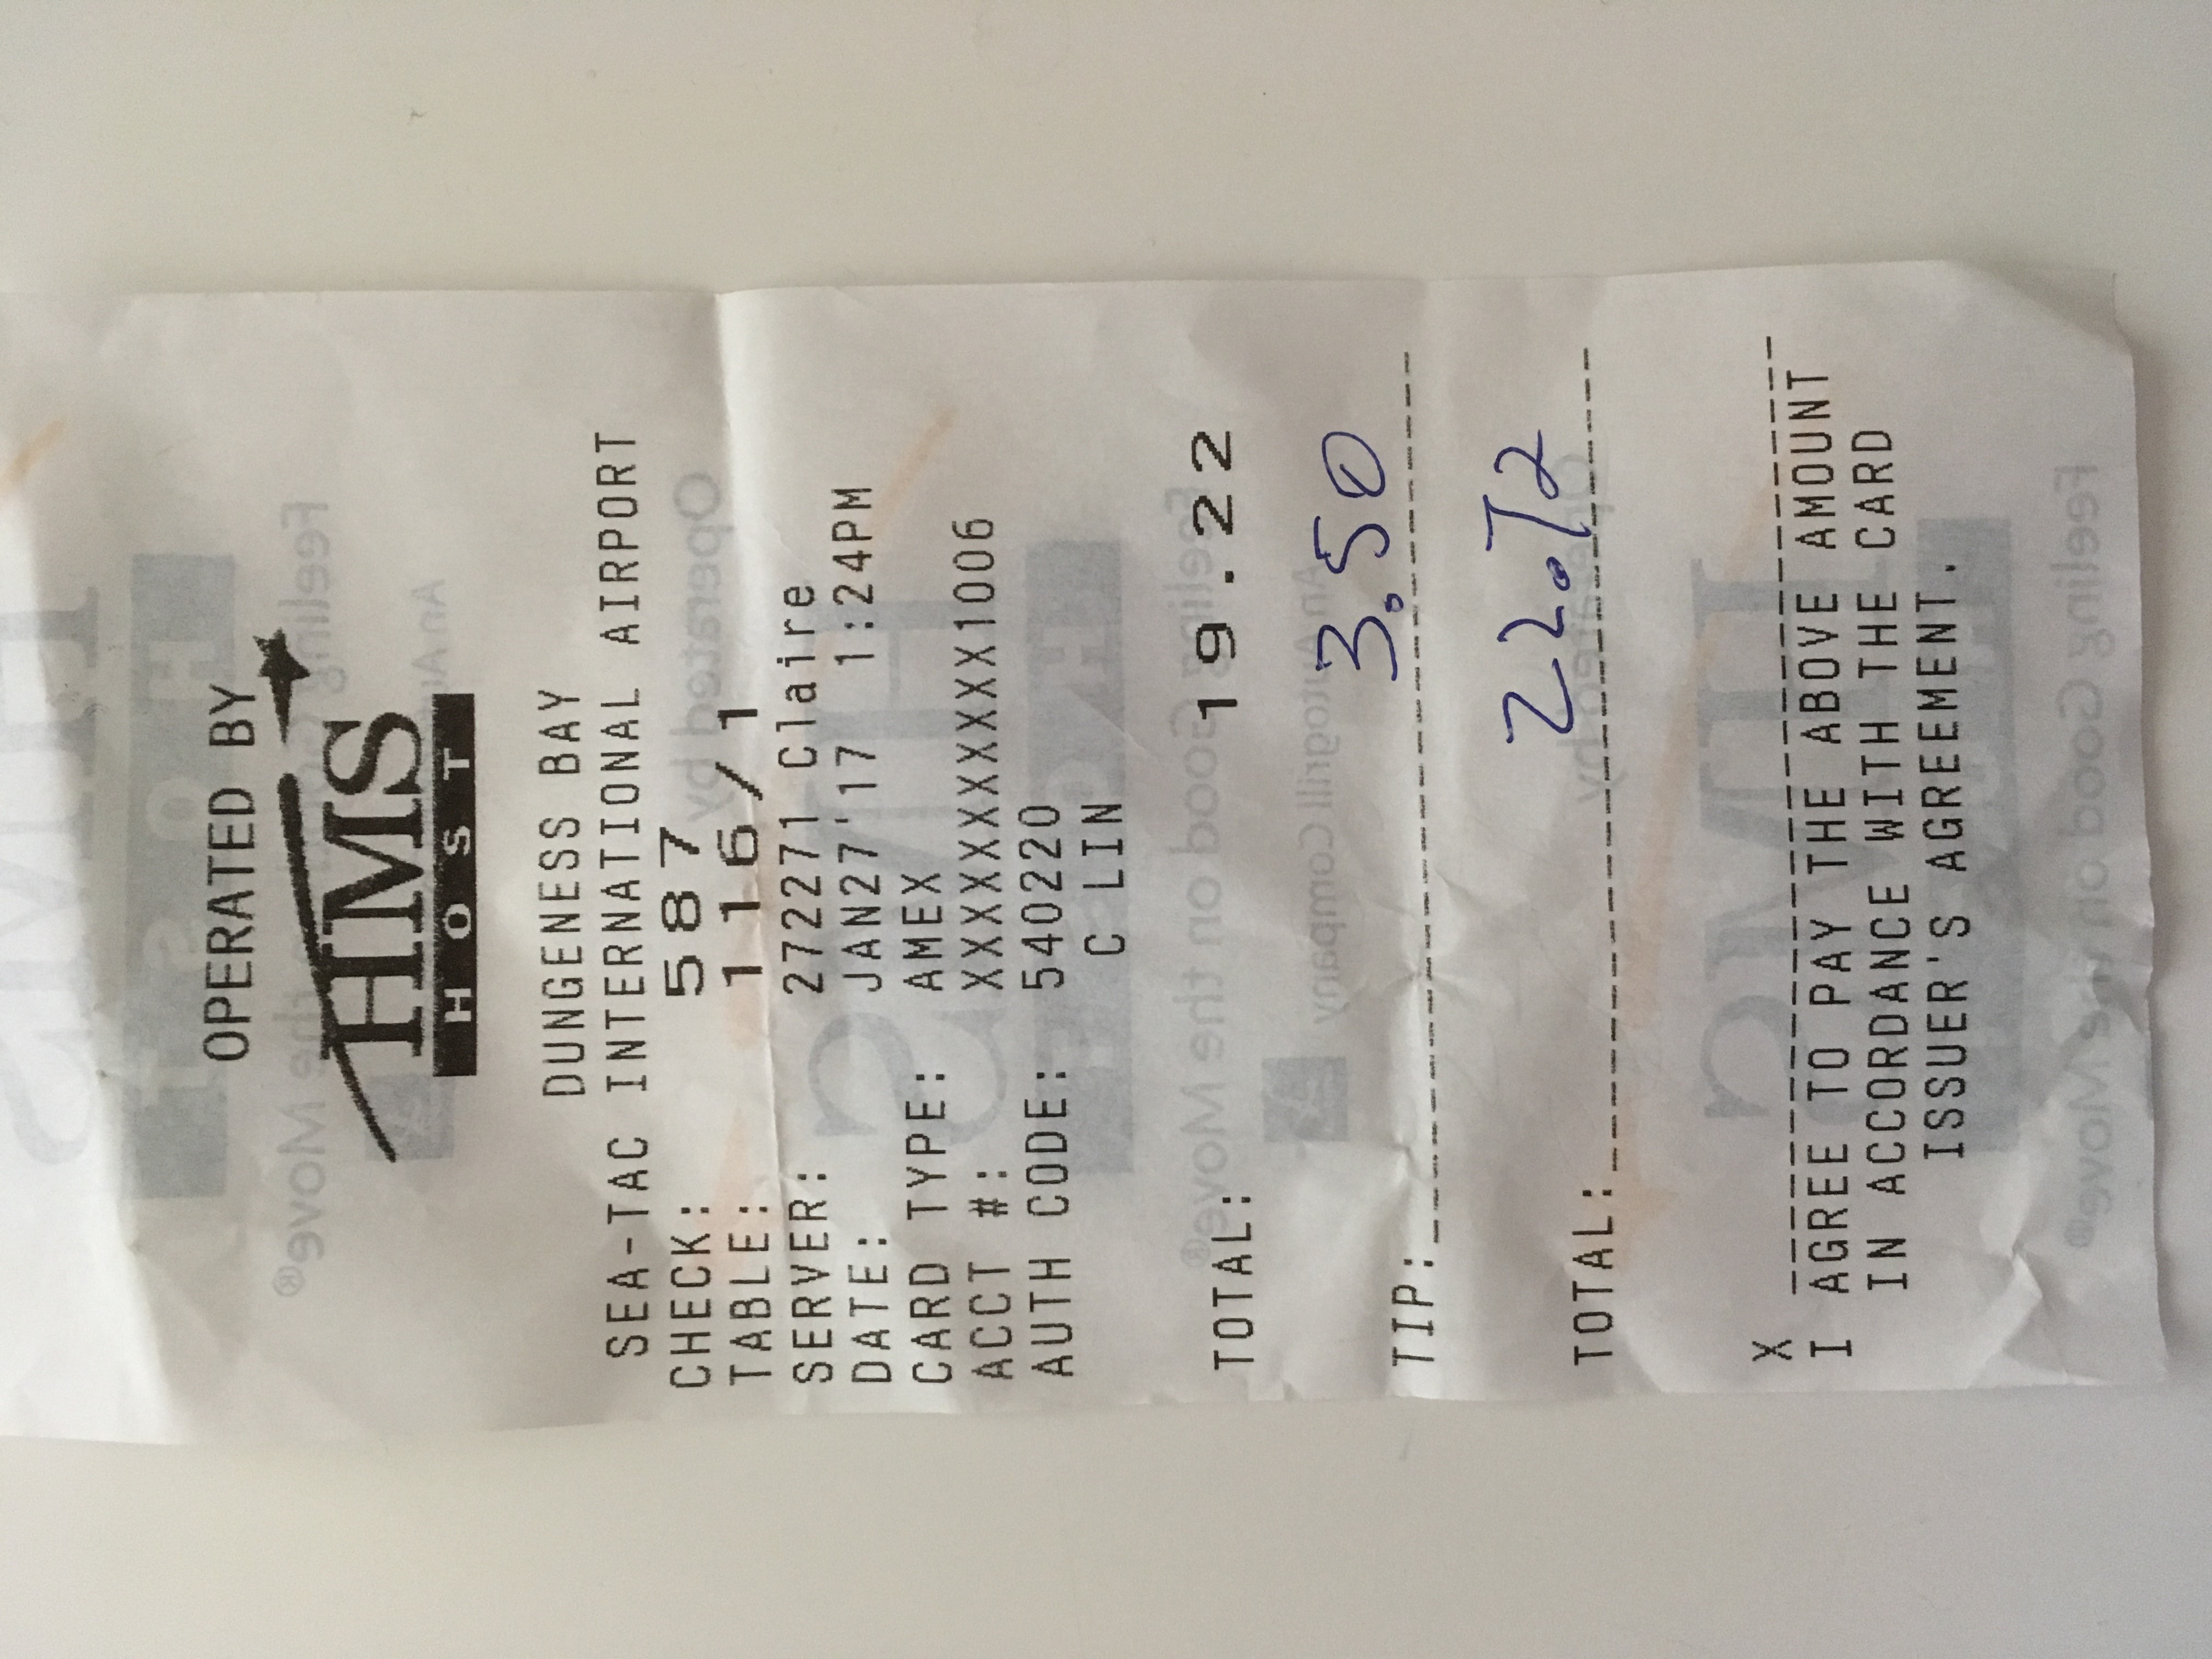 OPERATED BY
HMS
HOST
DUNGENESS BAY
SEA-TAC INTERNATIONAL AIRPORT
CHECK: 587
TABLE: 116/1
SERVER: 272271 Claire
DATE: JAN27'17 1:24PM
CARD TYPE: AMEX
ACCT #: XXXXXXXXXXX1006
AUTH CODE: 540220
C LIN
TOTAL: 19.22
TIP: 3.50
TOTAL: 22.72
X
I AGREE TO PAY THE ABOVE AMOUNT
IN ACCORDANCE WITH THE CARD
ISSUER'S AGREEMENT.